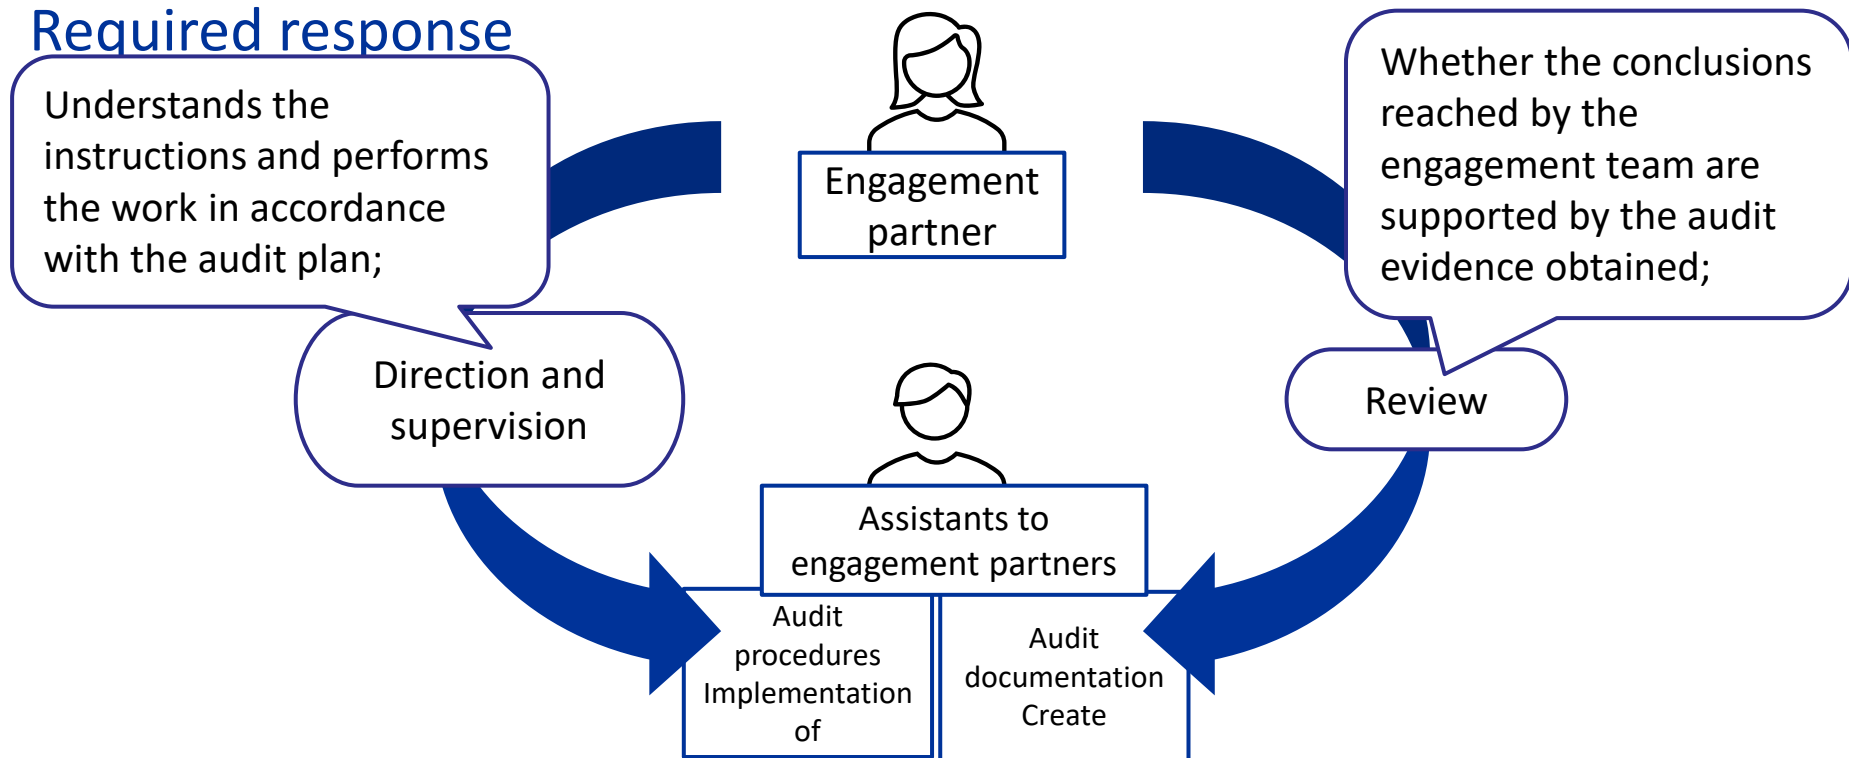 Required response
Understands the
instructions and performs
the work in accordance
with the audit plan;
Engagement
partner
Whether the conclusions
reached by the
engagement team are
supported by the audit
evidence obtained;
Direction and
supervision
Review
Assistants to
engagement partners
Audit
procedures
Implementation
of
Audit
documentation
Create